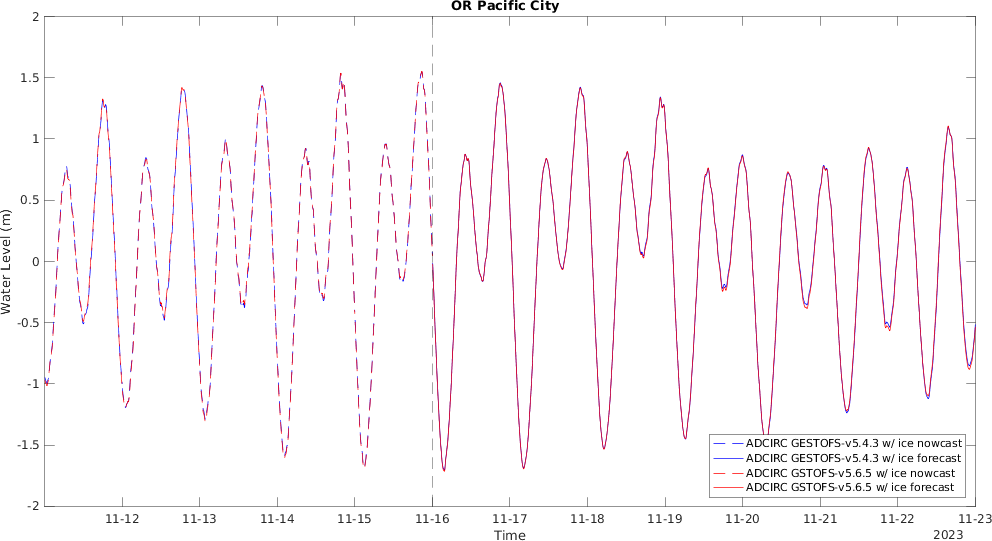 OR Pacific City
Water Level (m)
2
1.5
1
0.5
0
-0.5
-1
-1.5
-2
ADCIRC GESTOFS-v5.4.3 w/ ice nowcast
ADCIRC GESTOFS-v5.4.3 w/ ice forecast
ADCIRC GSTOFS-v5.6.5 w/ ice nowcast
ADCIRC GSTOFS-v5.6.5 w/ ice forecast
11-12 11-13 11-14 11-15 11-16 11-17 11-18 11-19 11-20 11-21 11-22 11-23
Time
2023